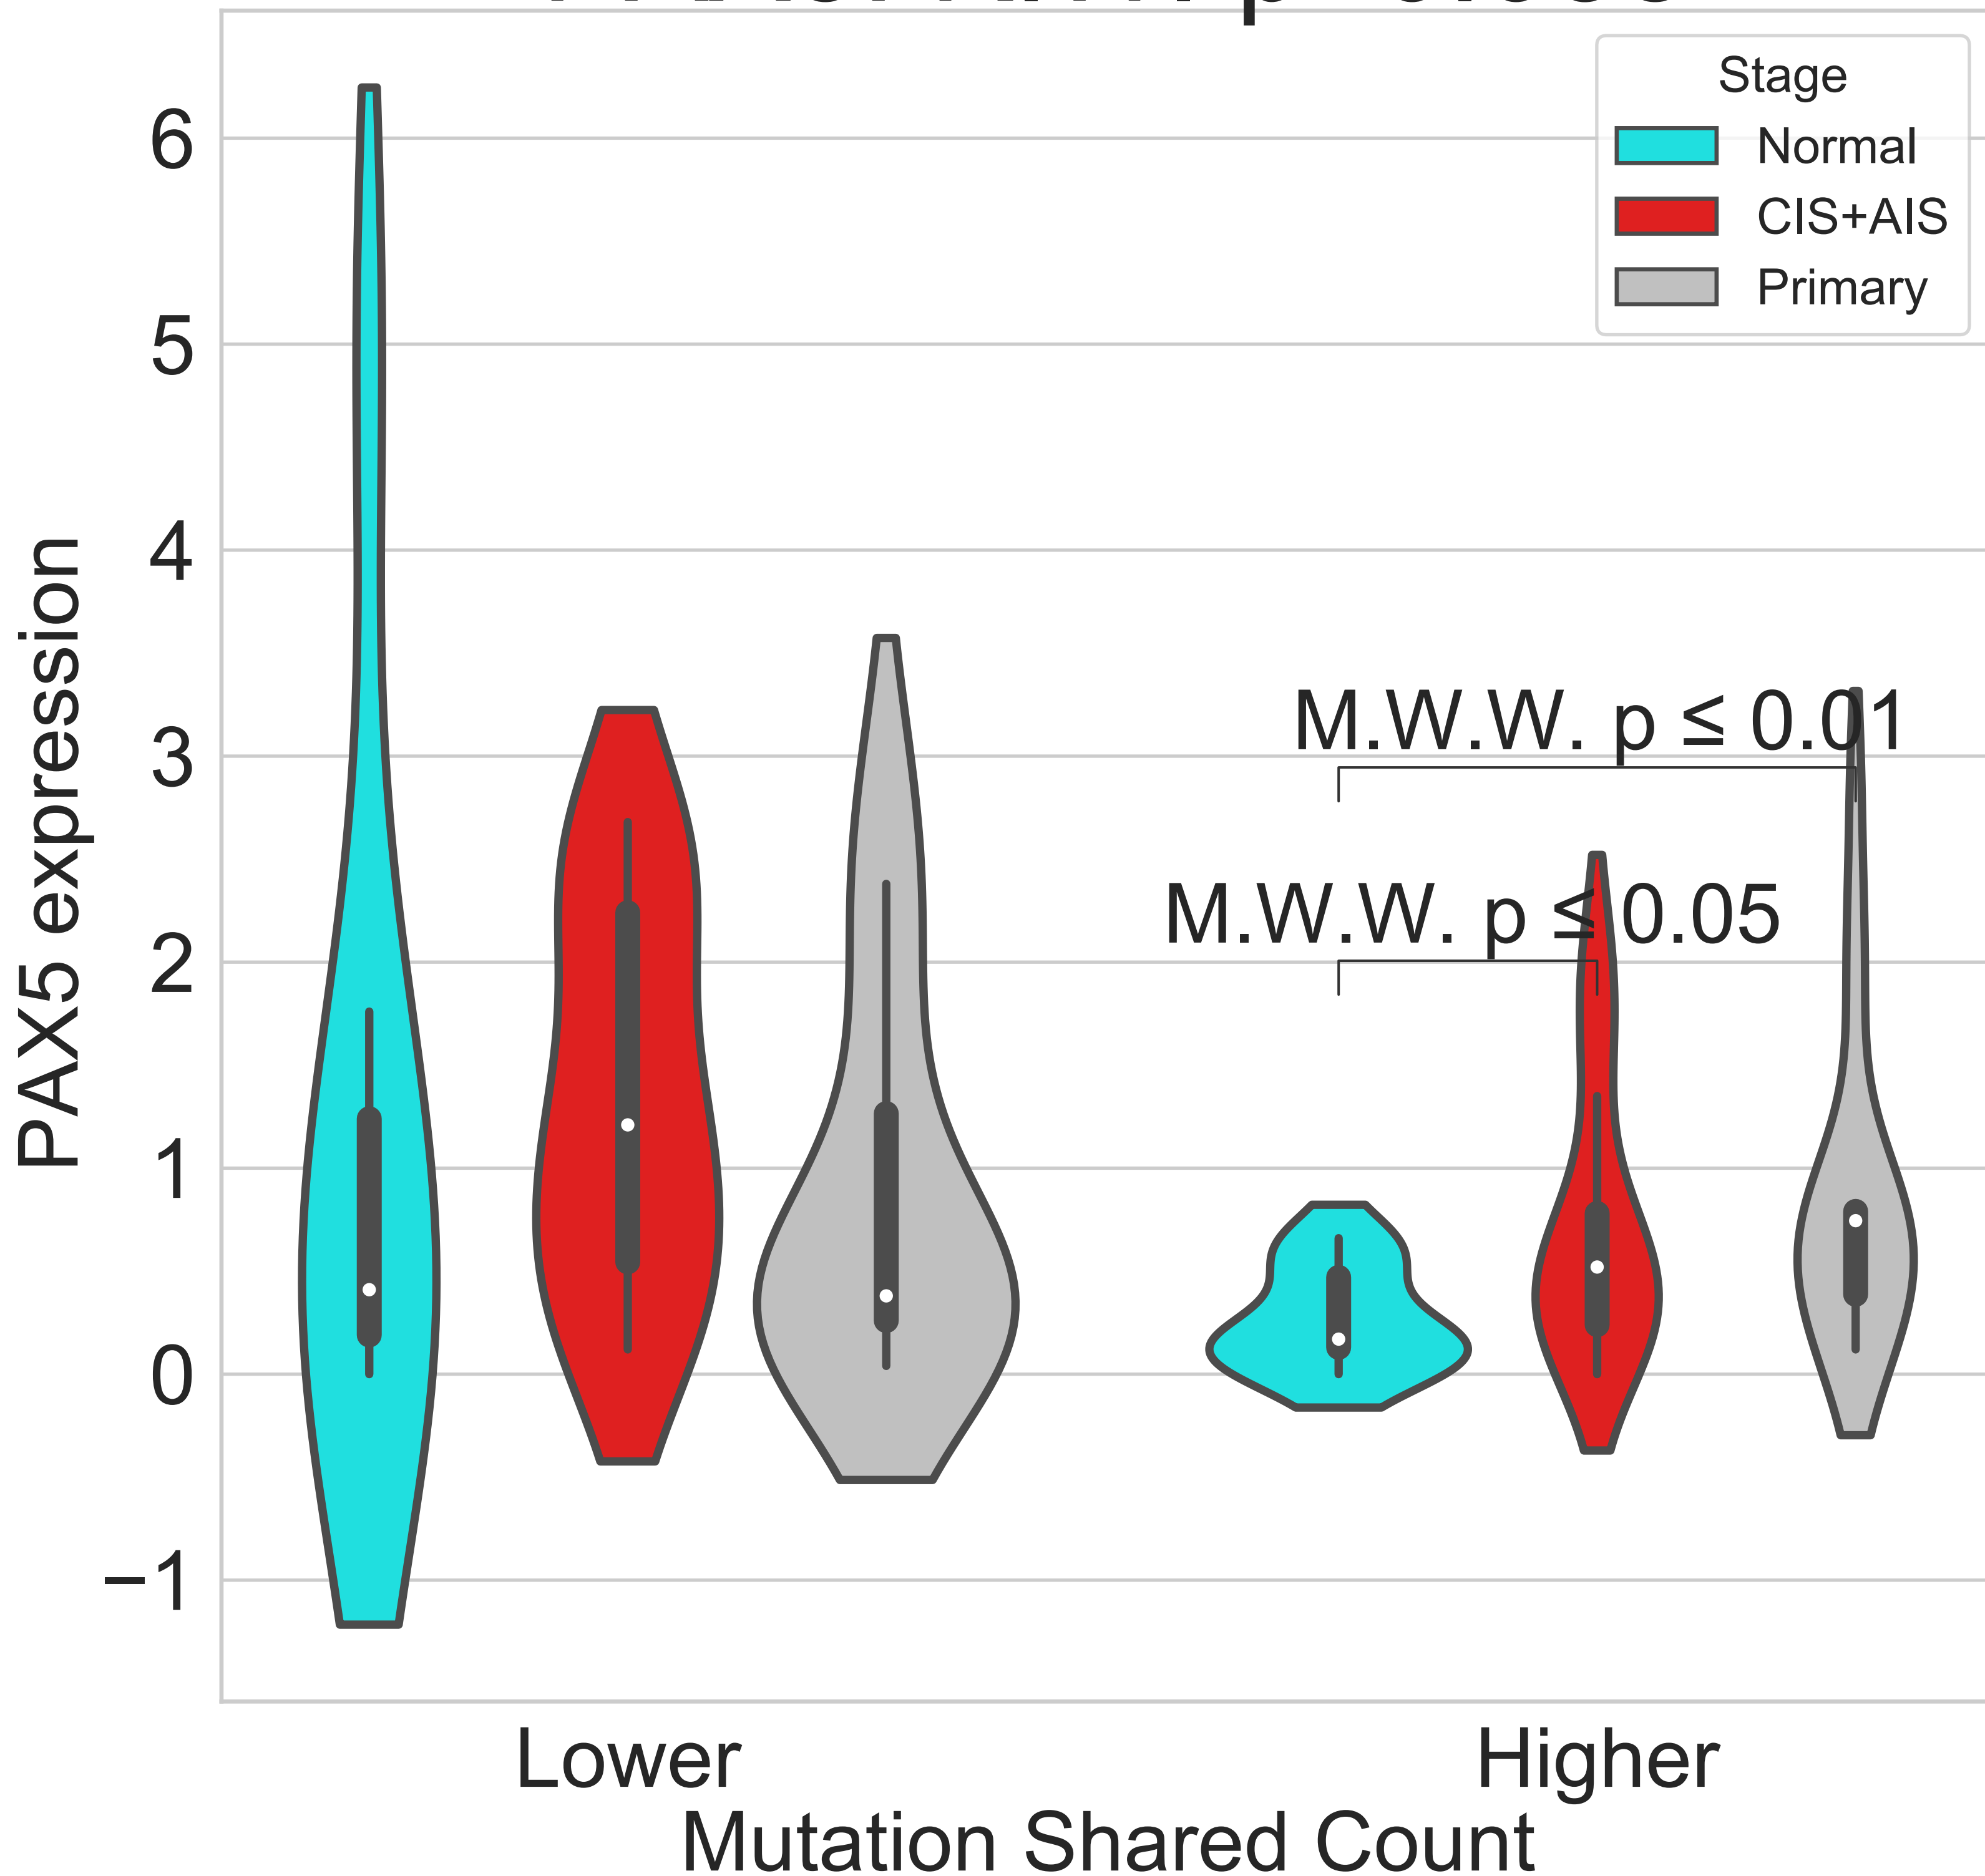 Stage
Normal
CIS+AIS
Primary
6
5
4
3
2
1
0
−1
PAX5 expression
M.W.W. p ≤ 0.01
M.W.W. p ≤ 0.05
Lower
Higher
Mutation Shared Count